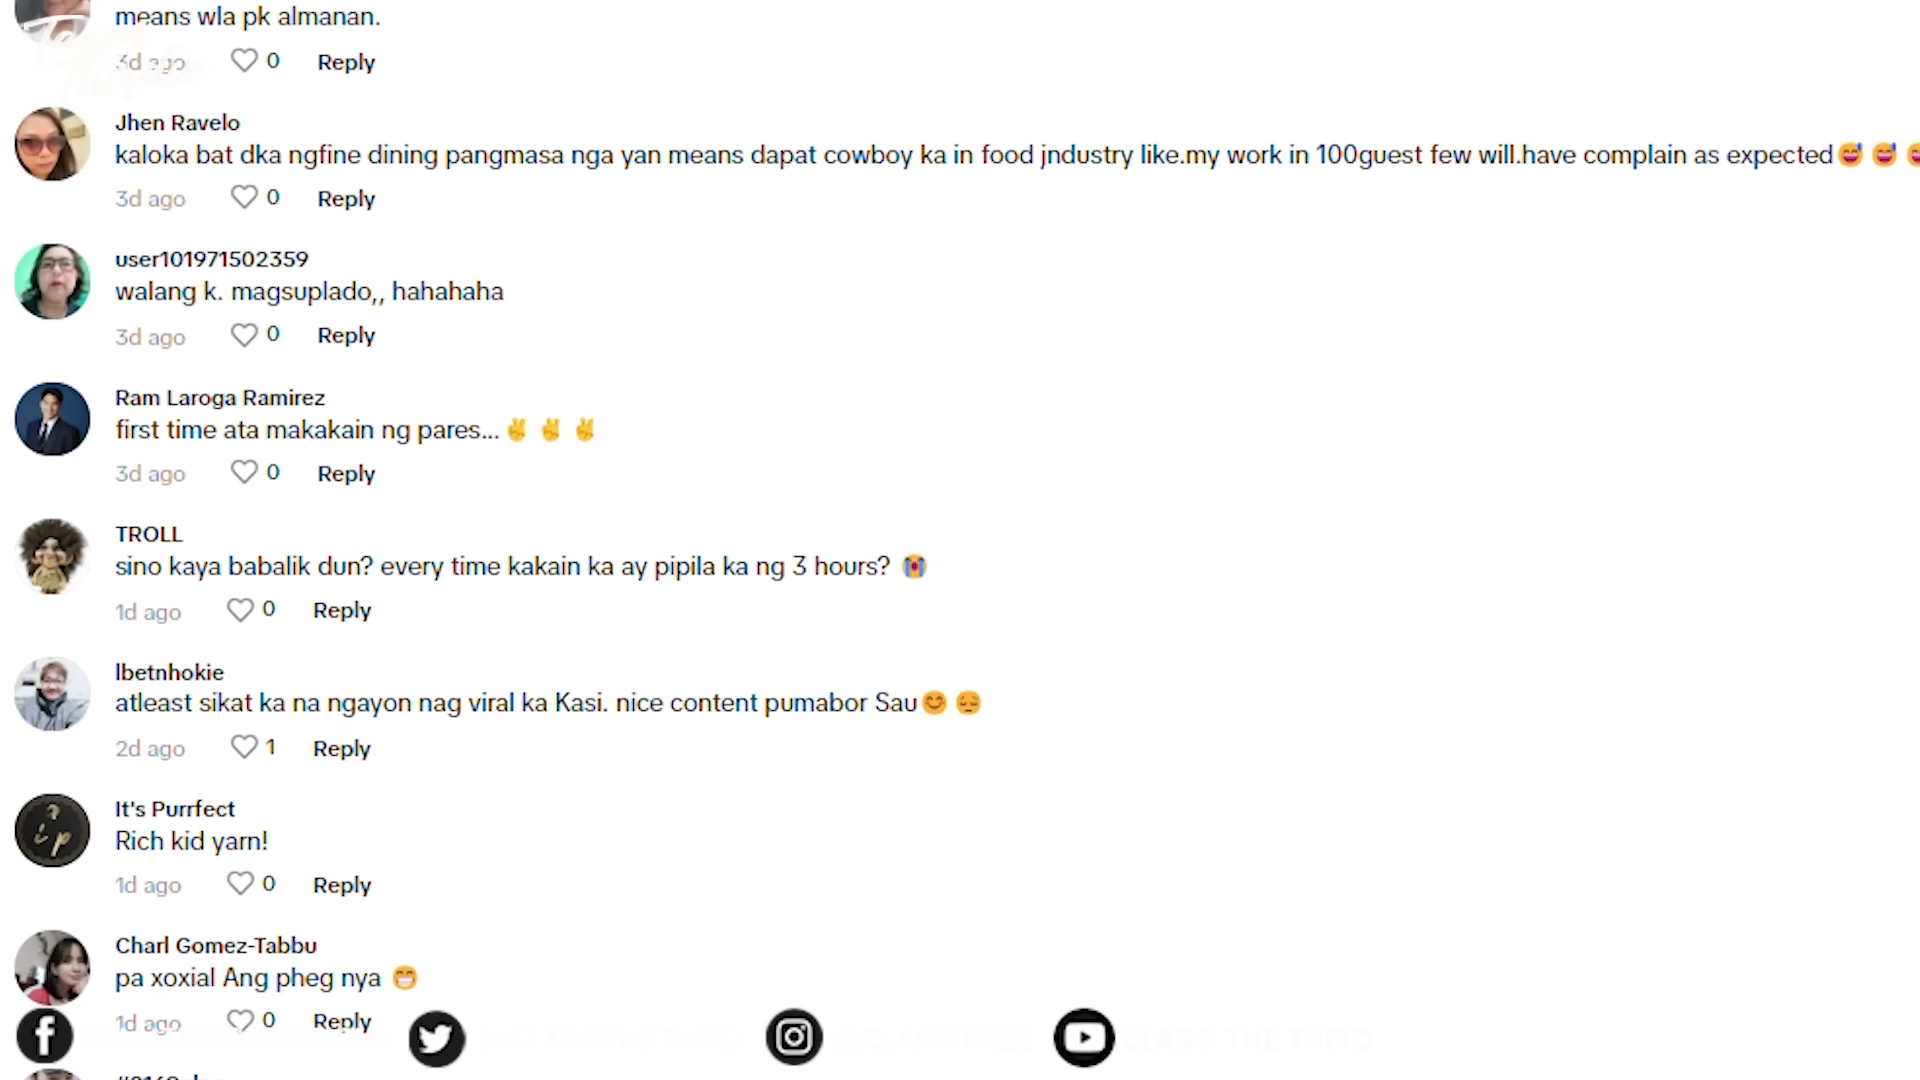 means wla pk almanan.
3d ago 0 Reply
Jhen Ravelo
kaloka bat dka ngfine dining pangmasa nga yan means dapat cowboy ka in food jndustry like.my work in 100guest few will.have complain as expected😅 😅
3d ago 0 Reply
user101971502359
walang k. magsuplado,, hahahaha
3d ago 0 Reply
Ram Laroga Ramirez
first time ata makakain ng pares...✌ ✌ ✌
3d ago 0 Reply
TROLL
sino kaya babalik dun? every time kakain ka ay pipila ka ng 3 hours? 😭
1d ago 0 Reply
lbetnhokie
atleast sikat ka na ngayon nag viral ka Kasi. nice content pumabor Sau😊 😔
2d ago 1 Reply
It's Purrfect
Rich kid yarn!
1d ago 0 Reply
Charl Gomez-Tabbu
pa xoxial Ang pheg nya 😁
1d ago 0 Reply